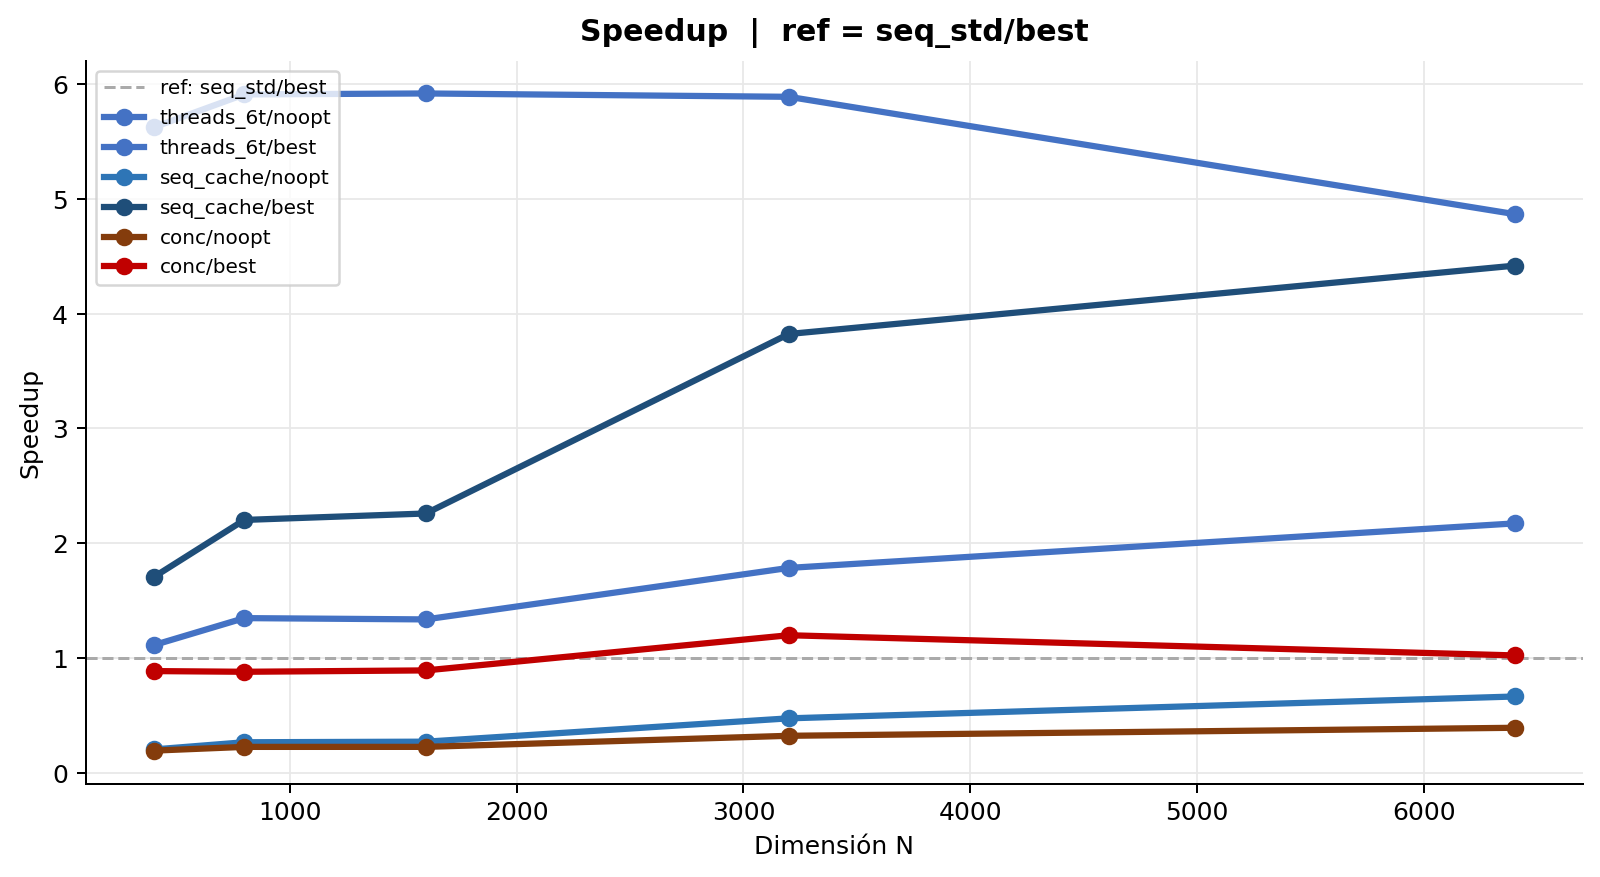 Speedup | ref = seq_std/best
6
5
4
3
2
1
0
Speedup
ref: seq_std/best
threads_6t/noopt
threads_6t/best
seq_cache/noopt
seq_cache/best
conc/noopt
conc/best
1000 2000 3000 4000 5000 6000
Dimensión N